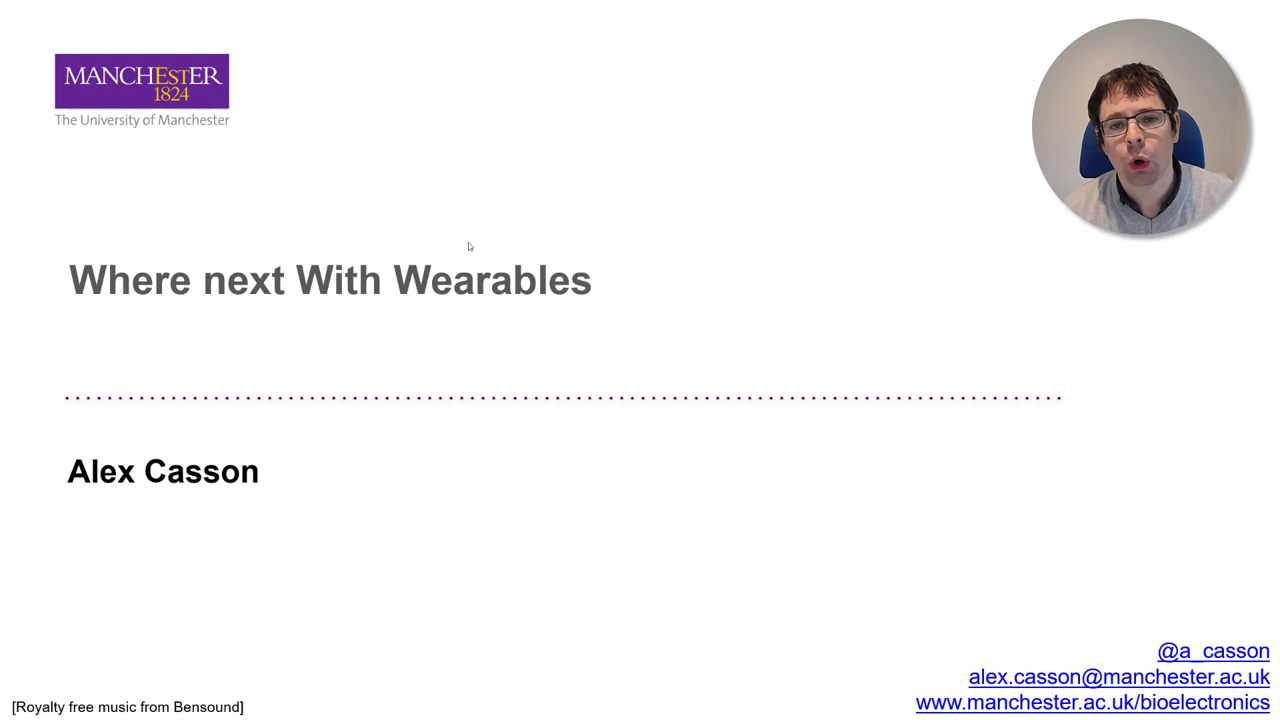 MANCHEsTER
1824
The University of Manchester
Where next With Wearables
Alex Casson
@a_casson
alex.casson@manchester.ac.uk
www.manchester.ac.uk/bioelectronics
[Royalty free music from Bensound]